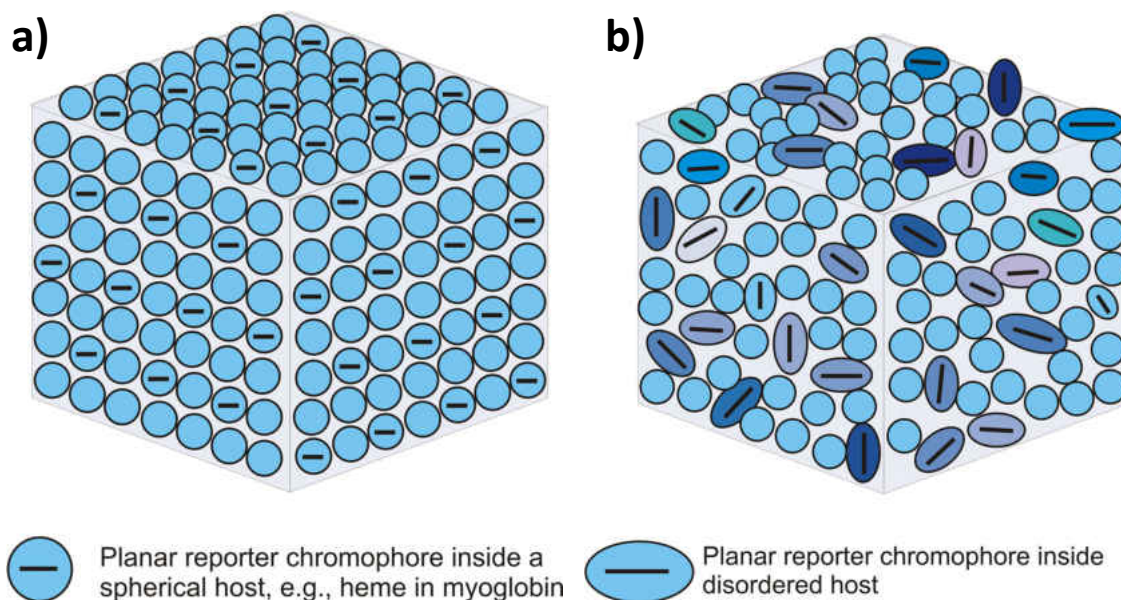 a)
b)
Planar reporter chromophore inside a
spherical host, e.g., heme in myoglobin
Planar reporter chromophore inside
disordered host